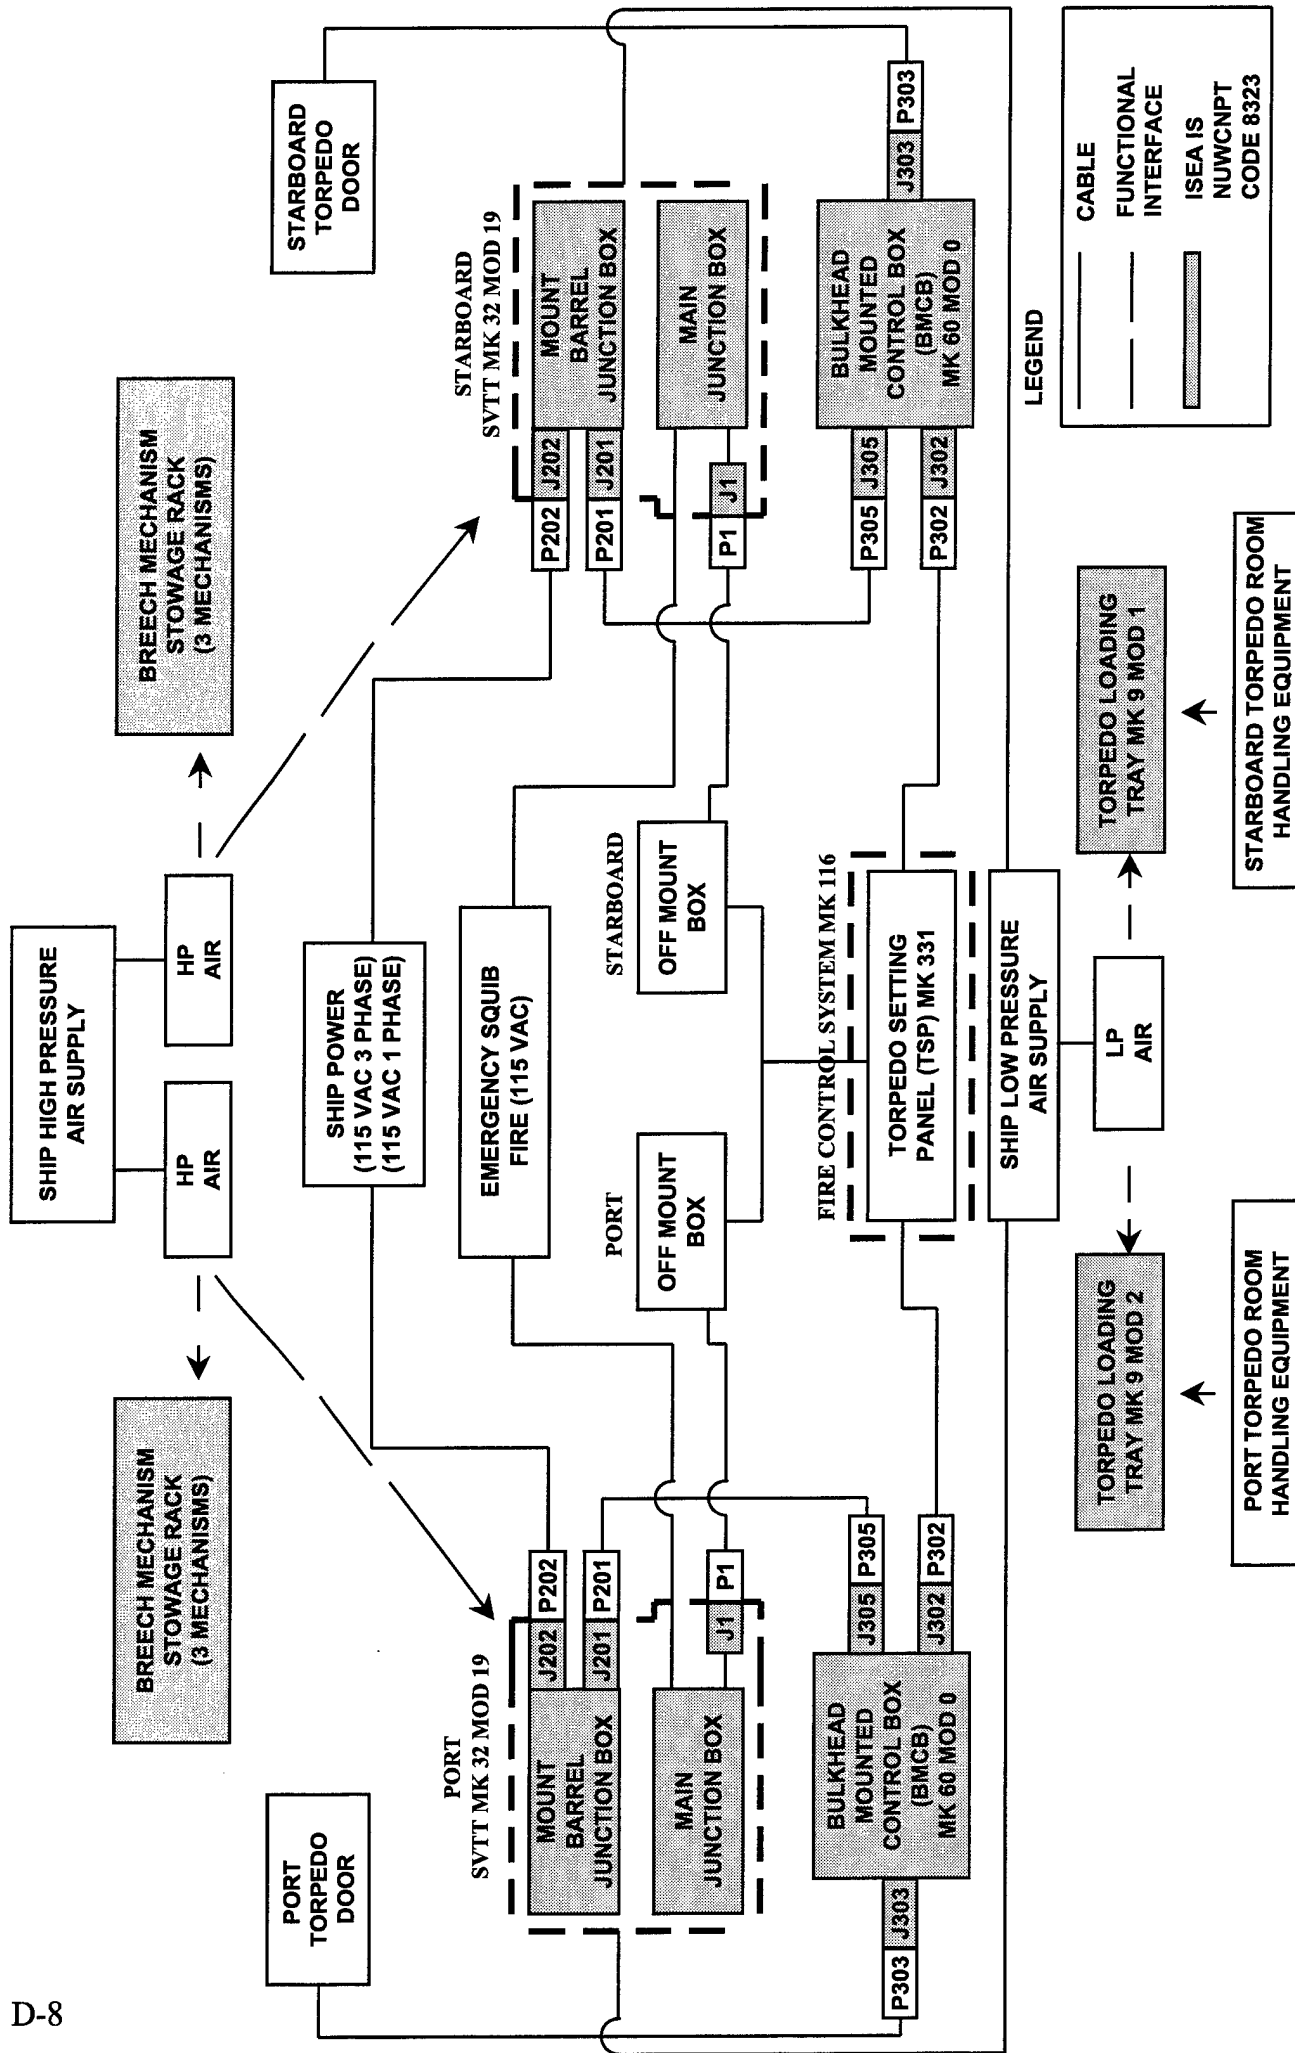 D-8
SHIP HIGH PRESSURE
AIR SUPPLY
HP
AIR
HP
AIR
BREECH MECHANISM
STOWAGE RACK
(3 MECHANISMS)
BREECH MECHANISM
STOWAGE RACK
(3 MECHANISMS)
PORT
TORPEDO
DOOR
STARBOARD
TORPEDO
DOOR
SHIP POWER
(115 VAC 3 PHASE)
(115 VAC 1 PHASE)
EMERGENCY SQUIB
FIRE (115 VAC)
PORT
SVTT MK 32 MOD 19
MOUNT
BARREL
JUNCTION BOX
J202
P202
J201
P201
MAIN
JUNCTION BOX
J1
P1
STARBOARD
SVTT MK 32 MOD 19
P202
J202
P201
J201
MOUNT
BARREL
JUNCTION BOX
P1
J1
MAIN
JUNCTION BOX
PORT
OFF MOUNT
BOX
STARBOARD
OFF MOUNT
BOX
P303
J303
BULKHEAD
MOUNTED
CONTROL BOX
(BMCB)
MK 60 MOD 0
J305
P305
J302
P302
FIRE CONTROL SYSTEM MK 116
TORPEDO SETTING
PANEL (TSP) MK 331
P305
J305
P302
J302
BULKHEAD
MOUNTED
CONTROL BOX
(BMCB)
MK 60 MOD 0
J303
P303
SHIP LOW PRESSURE
AIR SUPPLY
LP
AIR
TORPEDO LOADING
TRAY MK 9 MOD 2
TORPEDO LOADING
TRAY MK 9 MOD 1
PORT TORPEDO ROOM
HANDLING EQUIPMENT
STARBOARD TORPEDO ROOM
HANDLING EQUIPMENT
LEGEND
CABLE
FUNCTIONAL
INTERFACE
ISEA IS
NUWCNPT
CODE 8323